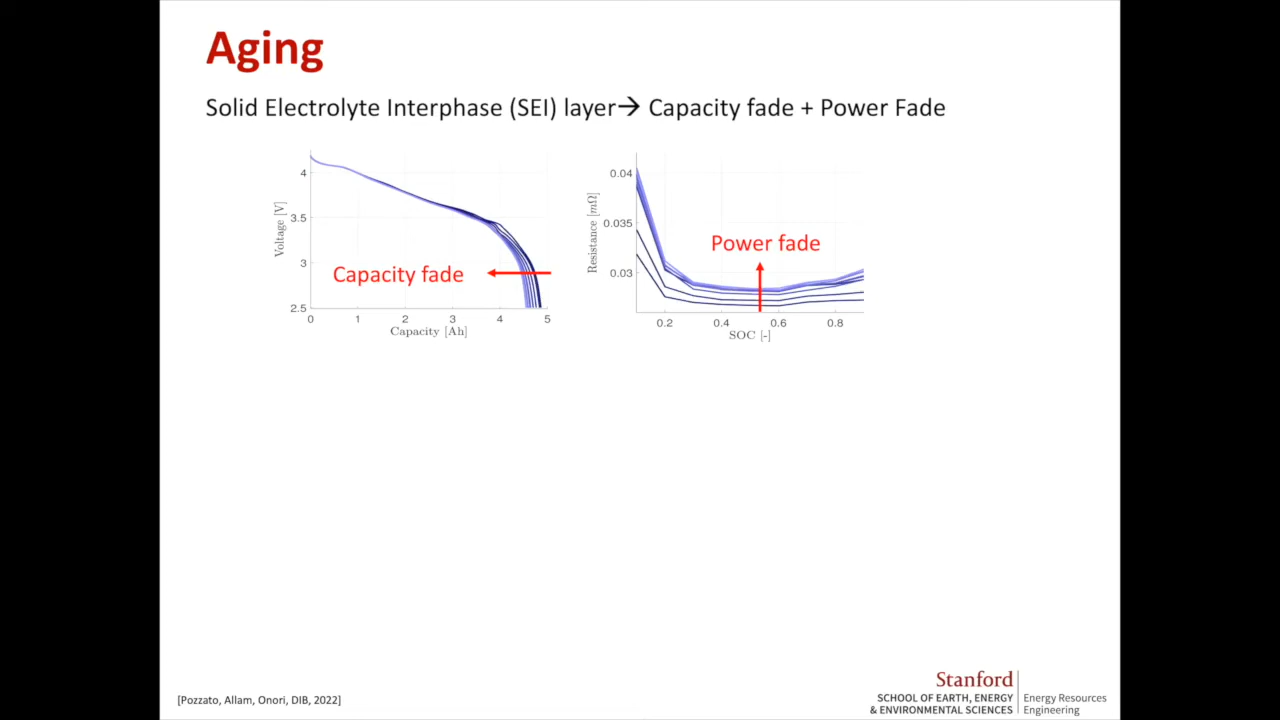 Aging
Solid Electrolyte Interphase (SEI) layer→ Capacity fade + Power Fade
4
3.5
3
2.5
Voltage [V]
Capacity fade
0 1 2 3 4 5
Capacity [Ah]
0.04
0.035
0.03
Resistance [mΩ]
Power fade
0.2 0.4 0.6 0.8
SOC [-]
[Pozzato, Allam, Onori, DIB, 2022]
Stanford
SCHOOL OF EARTH, ENERGY
& ENVIRONMENTAL SCIENCES
Energy Resources
Engineering